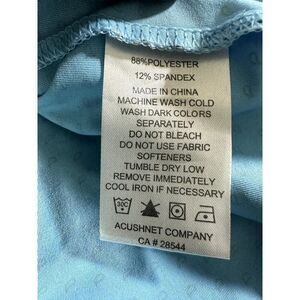 88%POLYESTER
12% SPANDEX
MADE IN CHINA
MACHINE WASH COLD
WASH DARK COLORS
SEPARATELY
DO NOT BLEACH
DO NOT USE FABRIC
SOFTENERS
TUMBLE DRY LOW
REMOVE IMMEDIATELY
COOL IRON IF NECESSARY
30C
ACUSHNET COMPANY
CA # 28544